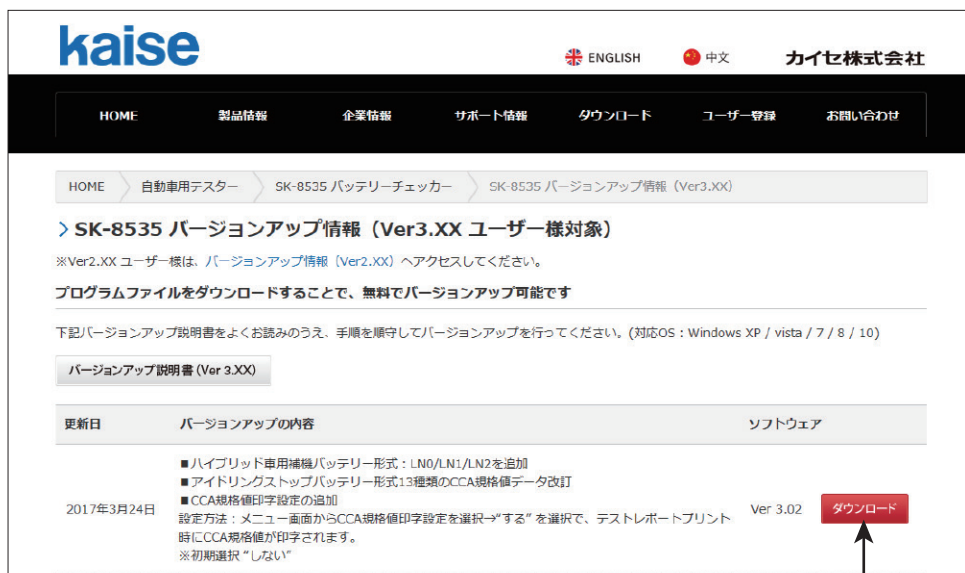 kaise
ENGLISH 中文 カイセ株式会社
HOME 製品情報 企業情報 サポート情報 ダウンロード ユーザー登録 お問い合わせ
HOME 自動車用テスター SK-8535 バッテリーチェッカー SK-8535 バージョンアップ情報（Ver3.XX）
SK-8535 バージョンアップ情報（Ver3.XX ユーザー様対象）
※Ver2.XX ユーザー様は、バージョンアップ情報（Ver2.XX）へアクセスしてください。
プログラムファイルをダウンロードすることで、無料でバージョンアップ可能です
下記バージョンアップ説明書をよくお読みのうえ、手順を順守してバージョンアップを行ってください。(対応OS：Windows XP / vista / 7 / 8 / 10)
バージョンアップ説明書 (Ver 3.XX)
更新日 バージョンアップの内容 ソフトウェア
■ハイブリッド車用補機バッテリー形式：LN0/LN1/LN2を追加
■アイドリングストップバッテリー形式13種類のCCA規格値データ改訂
■CCA規格値印字設定の追加
2017年3月24日 設定方法：メニュー画面からCCA規格値印字設定を選択→“する” を選択で、テストレポートプリント Ver 3.02 ダウンロード
時にCCA規格値が印字されます。
※初期選択 “しない”